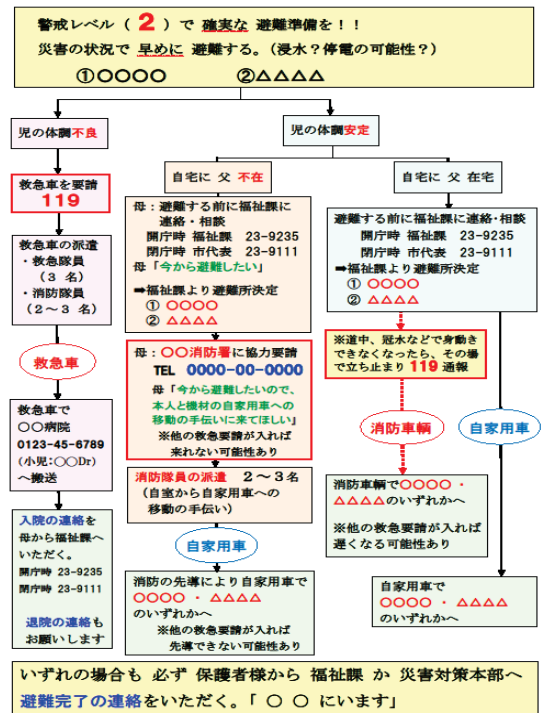 警戒レベル（ 2 ）で 確実な 避難準備を！！
災害の状況で 早めに 避難する。（浸水？停電の可能性？）
①○○○○ ②△△△△
児の体調不良
救急車を要請
119
救急車の派遣
・救急隊員
（3 名）
・消防隊員
（2～3 名）
救急車
救急車で
○○病院
0123-45-6789
（小児：○○Dr）
へ搬送
入院の連絡を
母から福祉課へ
いただく。
開庁時 23-9235
閉庁時 23-9111
退院の連絡も
お願いします
児の体調安定
自宅に 父 不在
母：避難する前に福祉課に
連絡・相談
開庁時 福祉課 23-9235
閉庁時 市代表 23-9111
母「今から避難したい」
➡福祉課より避難所決定
① ○○○○
② △△△△
母：○○消防署に協力要請
TEL 0000-00-0000
母「今から避難したいので、
本人と機材の自家用車への
移動の手伝いに来てほしい」
※他の救急要請が入れば
来れない可能性あり
消防隊員の派遣 2～3名
（自室から自家用車への
移動の手伝い）
自家用車
消防の先導により自家用車で
○○○○ ・ △△△△
のいずれかへ
※他の救急要請が入れば
先導できない可能性あり
自宅に 父 在宅
避難する前に福祉課に連絡・相談
開庁時 福祉課 23-9235
閉庁時 市代表 23-9111
➡福祉課より避難所決定
① ○○○○
② △△△△
※道中、冠水などで身動き
できなくなったら、その場
で立ち止まり 119 通報
消防車輌
消防車輌で○○○○ ・
△△△△のいずれかへ
※他の救急要請が入れば
遅くなる可能性あり
自家用車
自家用車で
○○○○ ・ △△△△
のいずれかへ
いずれの場合も 必ず 保護者様から 福祉課 か 災害対策本部へ
避難完了の連絡をいただく。「 ○ ○ にいます」